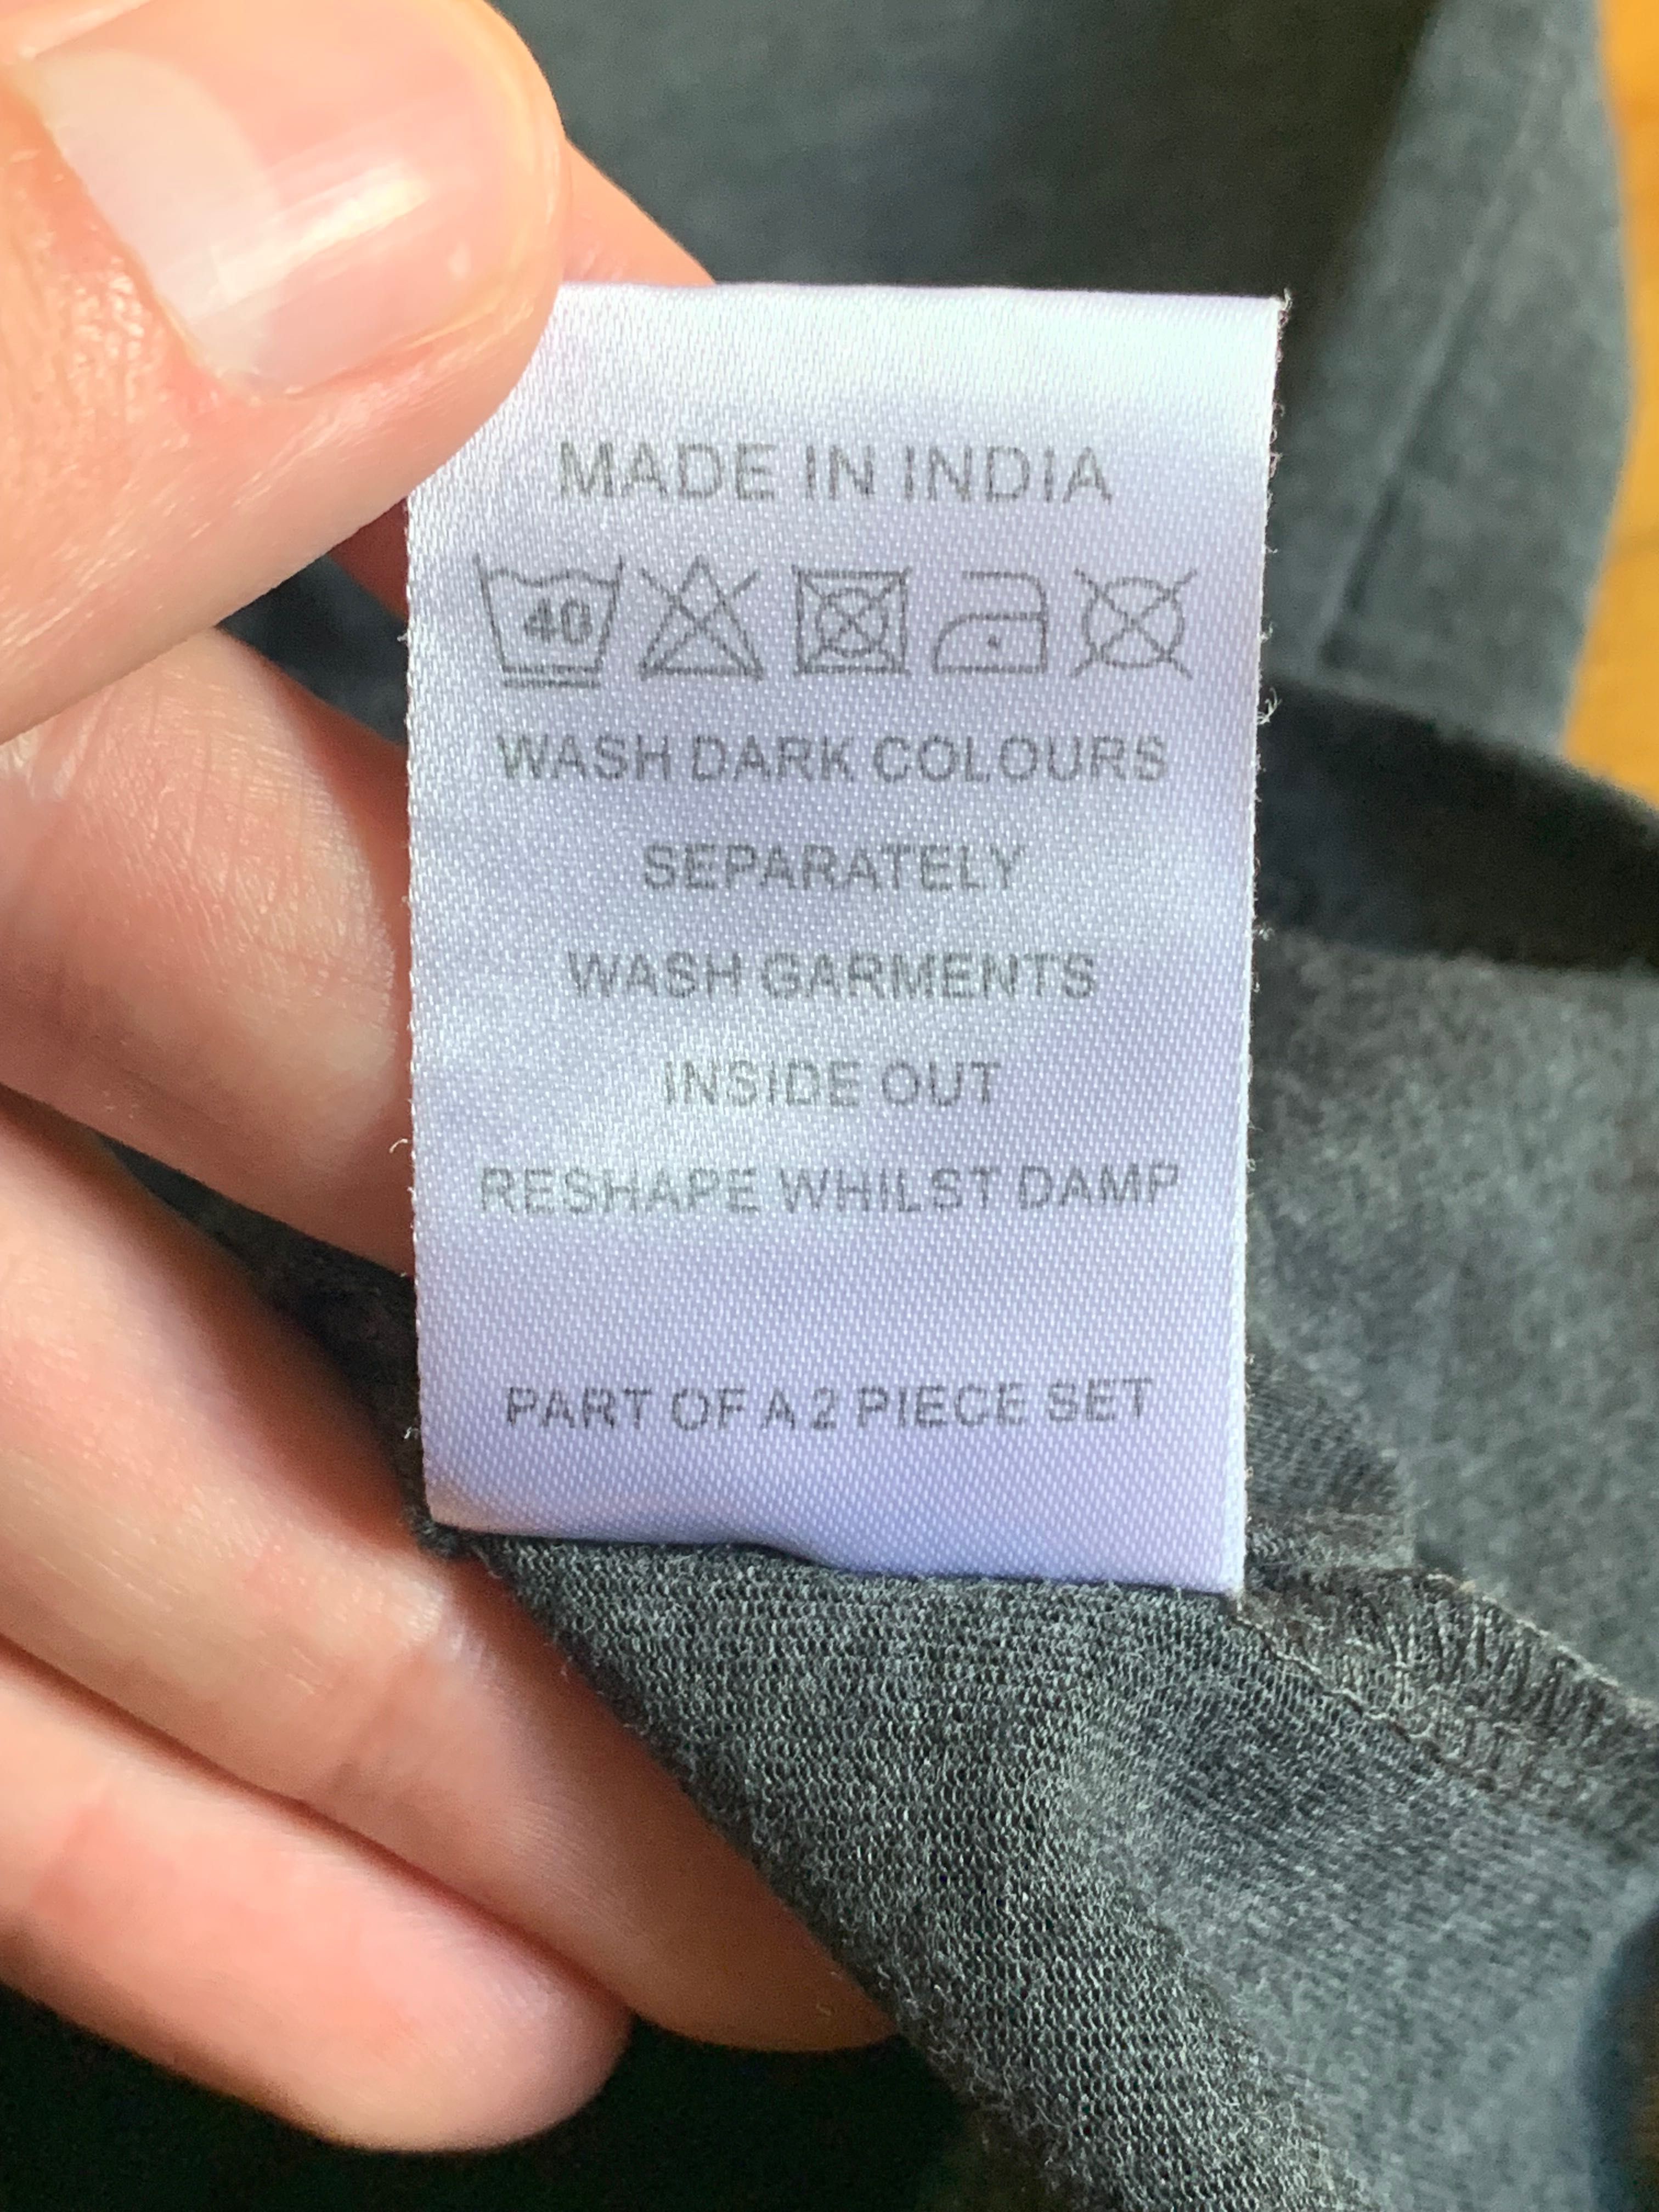 MADE IN INDIA
40
WASH DARK COLOURS
SEPARATELY
WASH GARMENTS
INSIDE OUT
RESHAPE WHILST DAMP
PART OF A 2 PIECE SET